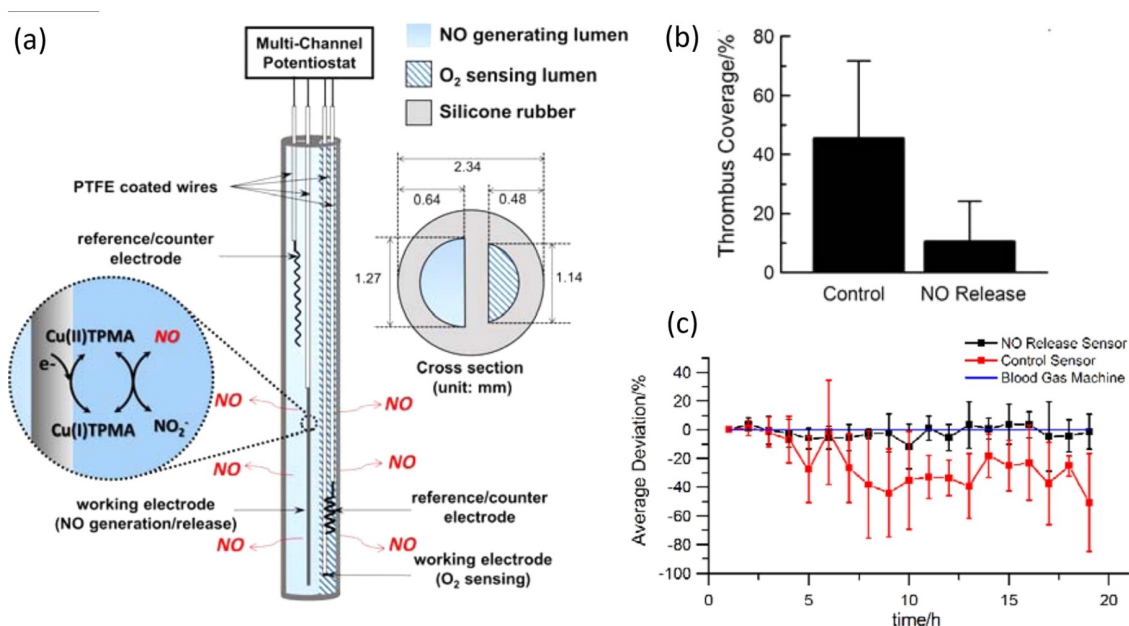 (a)
Multi-Channel
Potentiostat
NO generating lumen
O₂ sensing lumen
Silicone rubber
PTFE coated wires
reference/counter
electrode
2.34
0.64
0.48
1.27
1.14
Cross section
(unit: mm)
Cu(II)TPMA
NO
e-
Cu(I)TPMA
NO₂⁻
NO
NO
NO
NO
NO
NO
working electrode
(NO generation/release)
reference/counter
electrode
working electrode
(O₂ sensing)
(b)
Thrombus Coverage/%
80
60
40
20
0
Control
NO Release
(c)
NO Release Sensor
Control Sensor
Blood Gas Machine
Average Deviation/%
40
20
0
-20
-40
-60
-80
-100
0
5
10
15
20
time/h